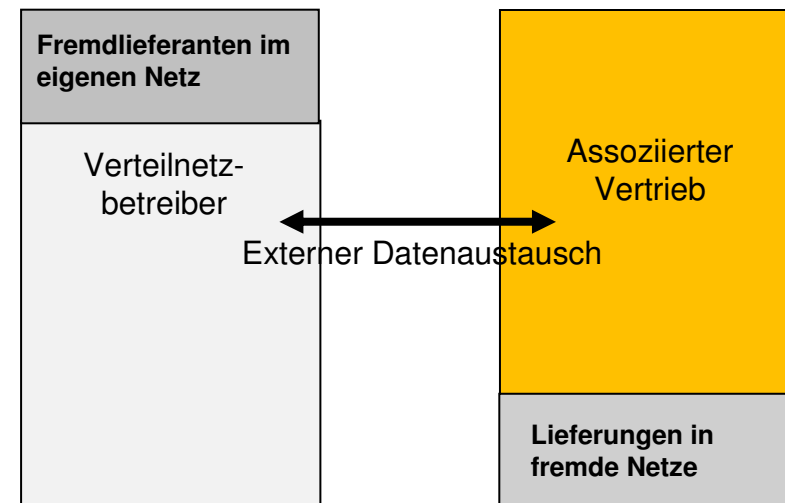 Fremdlieferanten im
eigenen Netz
Verteilnetz-
betreiber
Assoziierter
Vertrieb
Externer Datenaustausch
Lieferungen in
fremde Netze